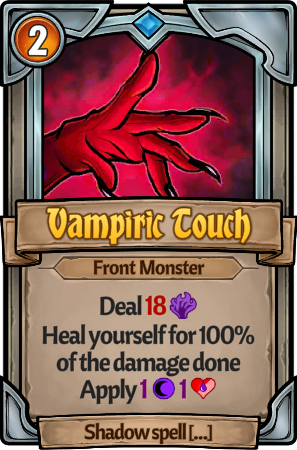 2
Vampiric Touch
Front Monster
Deal 18
Heal yourself for 100%
of the damage done
Apply 1 1
Shadow spell [...]